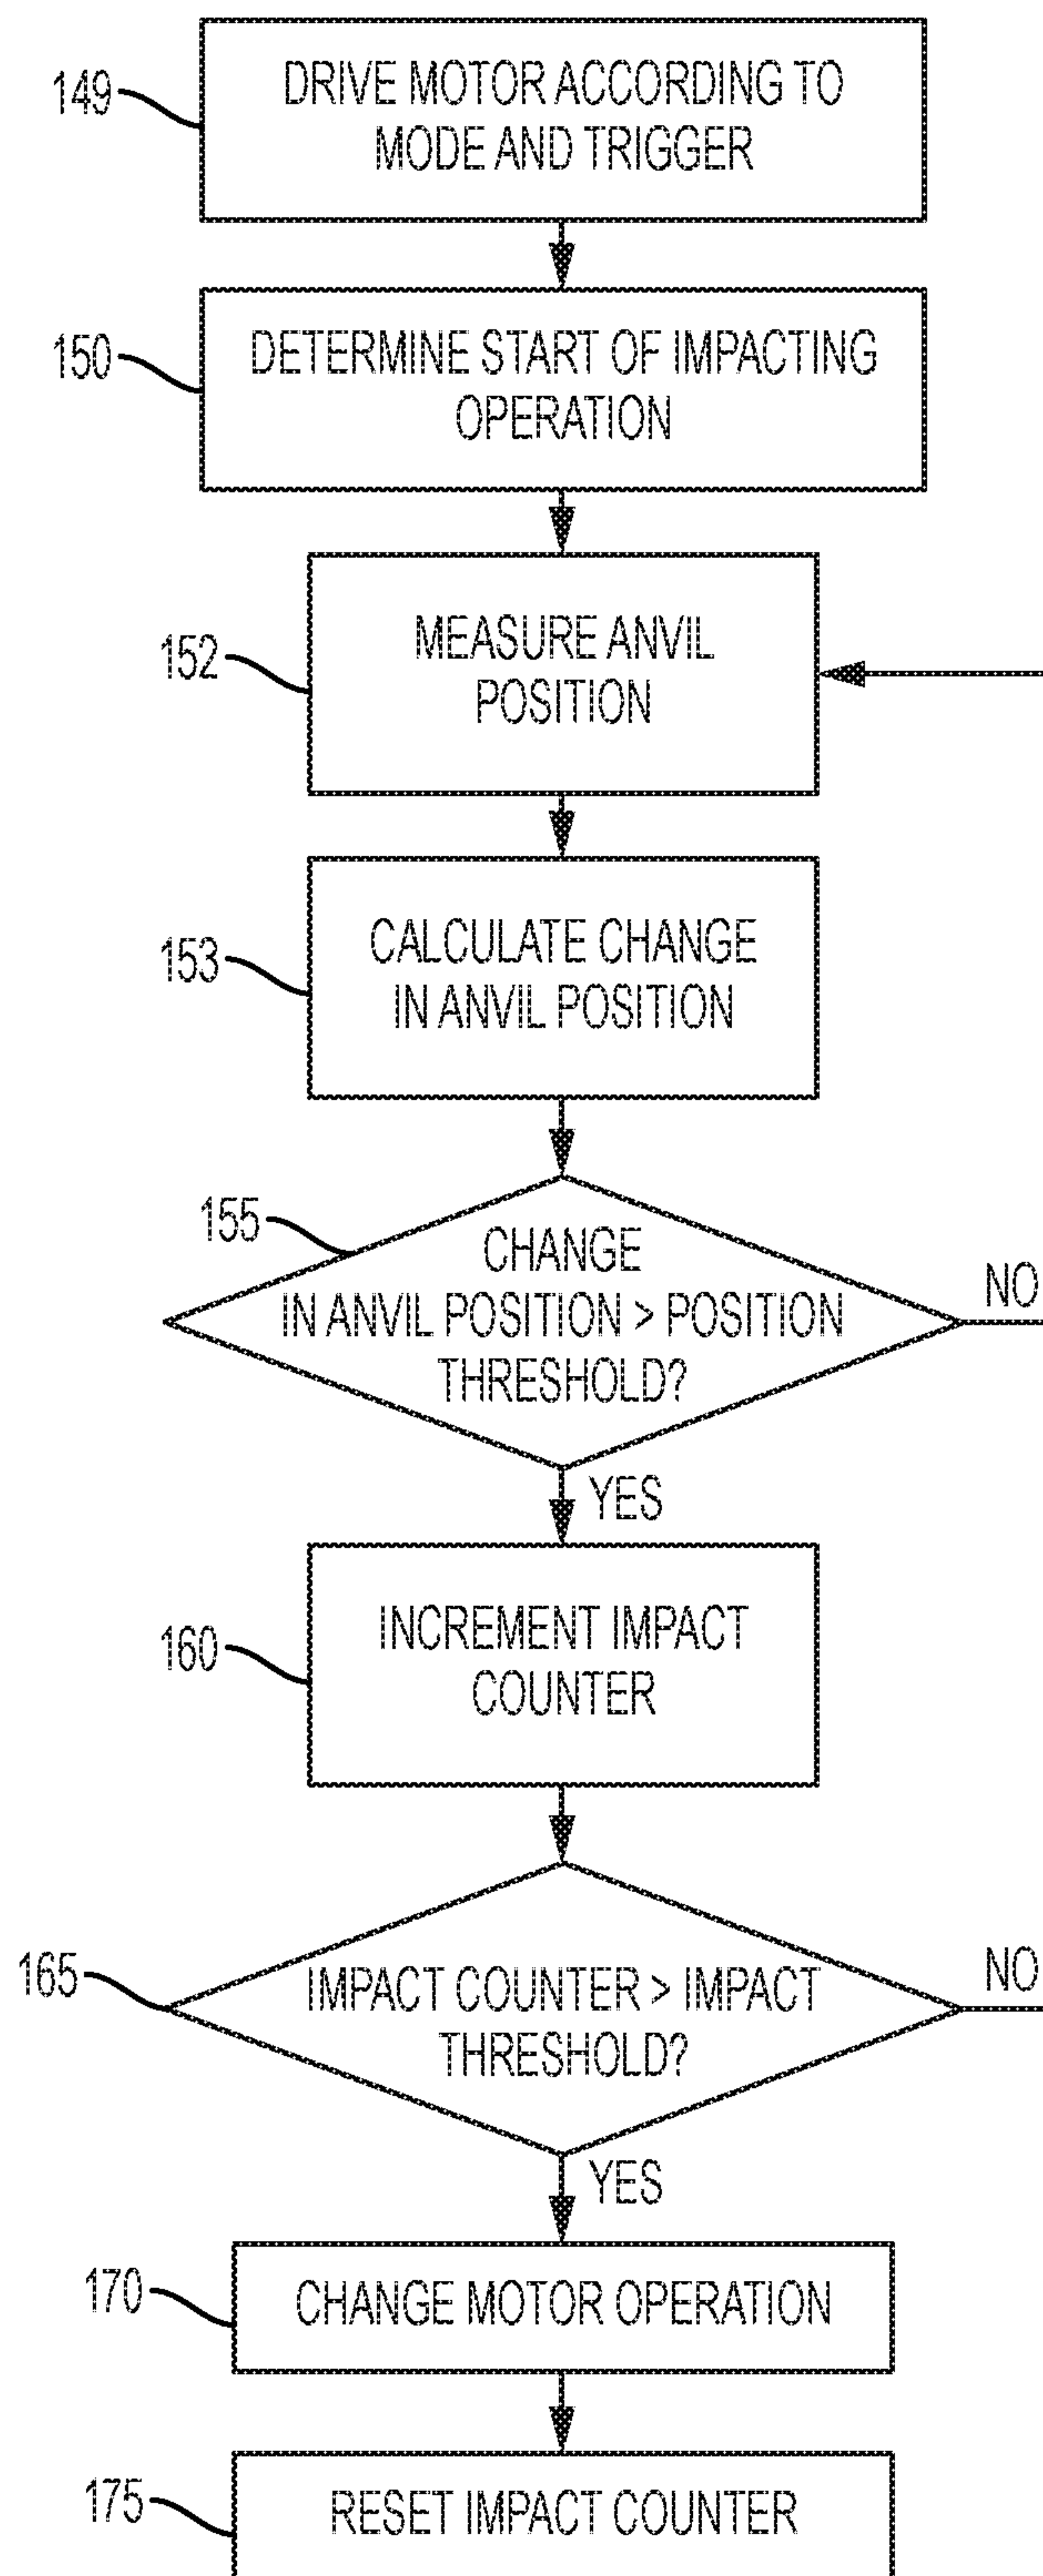 149
DRIVE MOTOR ACCORDING TO
MODE AND TRIGGER
150
DETERMINE START OF IMPACTING
OPERATION
152
MEASURE ANVIL
POSITION
153
CALCULATE CHANGE
IN ANVIL POSITION
155
CHANGE
IN ANVIL POSITION > POSITION
THRESHOLD?
NO
YES
160
INCREMENT IMPACT
COUNTER
165
IMPACT COUNTER > IMPACT
THRESHOLD?
NO
YES
170
CHANGE MOTOR OPERATION
175
RESET IMPACT COUNTER